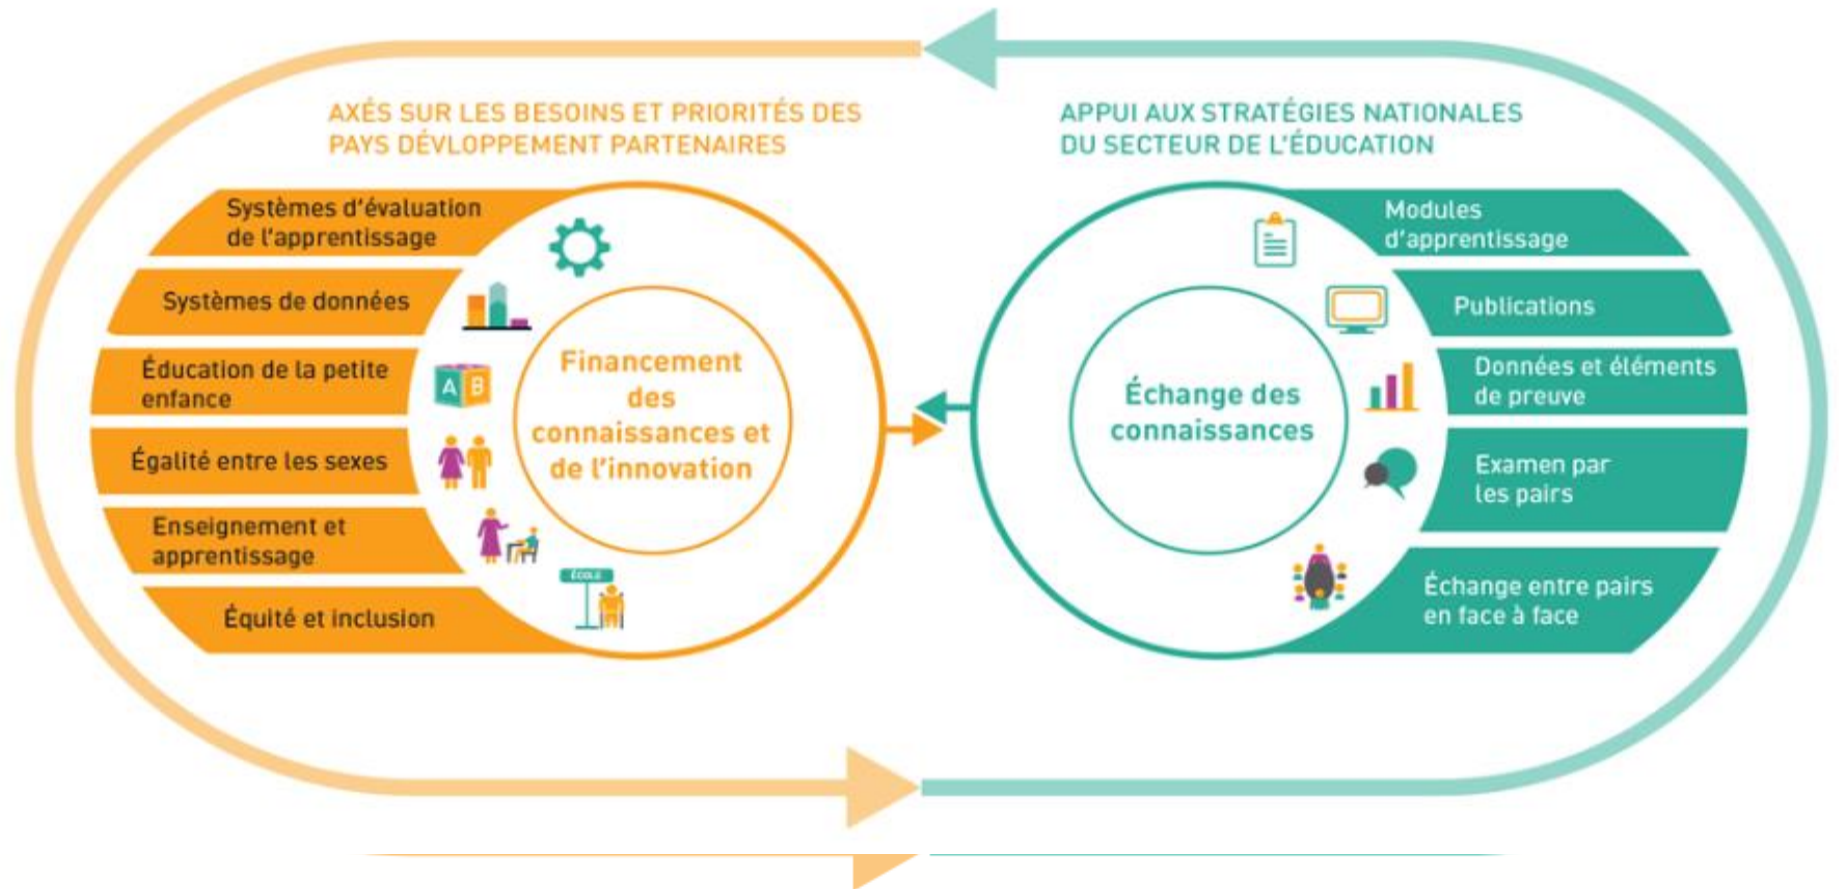 AXÉS SUR LES BESOINS ET PRIORITÉS DES
PAYS DÉVLOPPEMENT PARTENAIRES
Systèmes d'évaluation
de l'apprentissage
Systèmes de données
Éducation de la petite
enfance
A B
Égalité entre les sexes
Enseignement et
apprentissage
ÉCOLE
Équité et inclusion
Financement
des
connaissances et
de l'innovation
APPUI AUX STRATÉGIES NATIONALES
DU SECTEUR DE L'ÉDUCATION
Échange des
connaissances
Modules
d'apprentissage
Publications
Données et éléments
de preuve
Examen par
les pairs
Échange entre pairs
en face à face